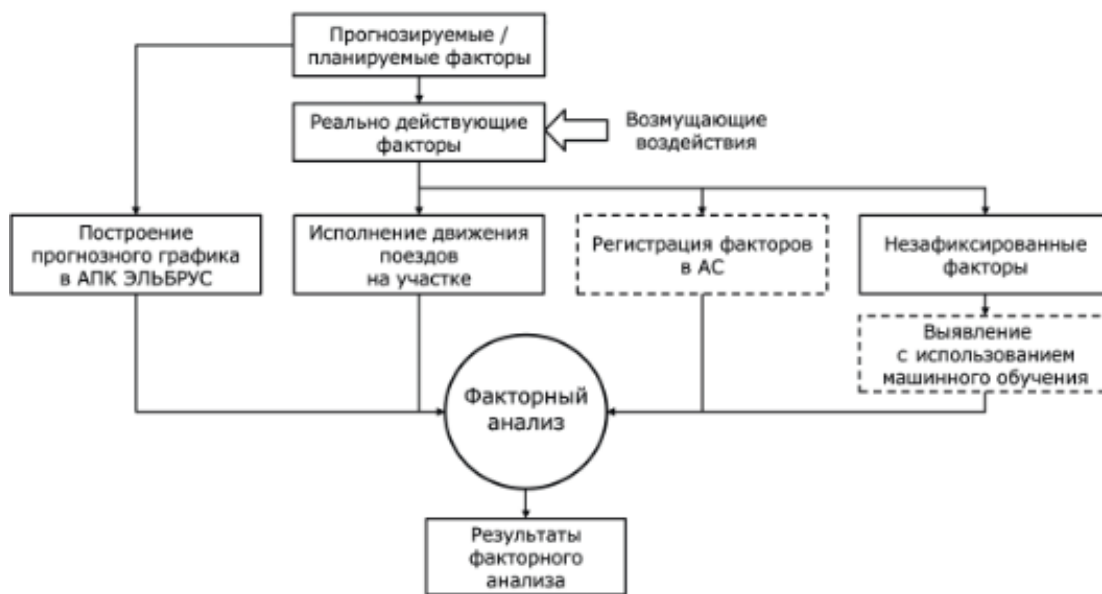 Прогнозируемые /
планируемые факторы
Реально действующие
факторы
Возмущающие
воздействия
Построение
прогнозного графика
в АПК ЭЛЬБРУС
Исполнение движения
поездов
на участке
Регистрация факторов
в АС
Незафиксированные
факторы
Выявление
с использованием
машинного обучения
Факторный
анализ
Результаты
факторного
анализа